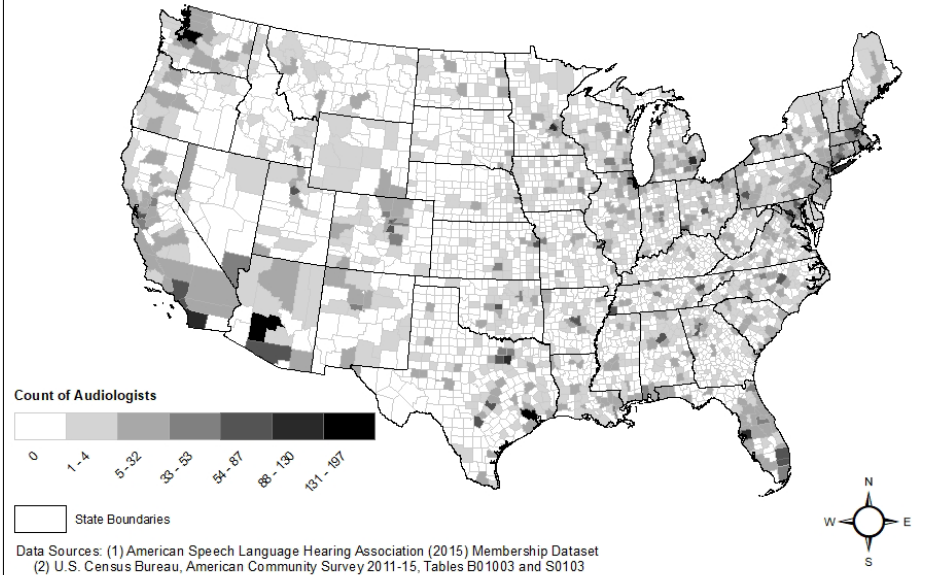 Count of Audiologists
0
1 - 4
5 - 32
33 - 53
54 - 87
88 - 130
131 - 197
State Boundaries
N
W
E
S
Data Sources: (1) American Speech Language Hearing Association (2015) Membership Dataset
(2) U.S. Census Bureau, American Community Survey 2011-15, Tables B01003 and S0103